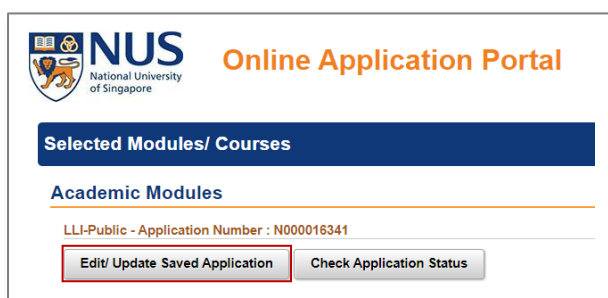 NUS
National University
of Singapore
Online Application Portal
Selected Modules/ Courses
Academic Modules
LLI-Public - Application Number : N000016341
Edit/ Update Saved Application
Check Application Status